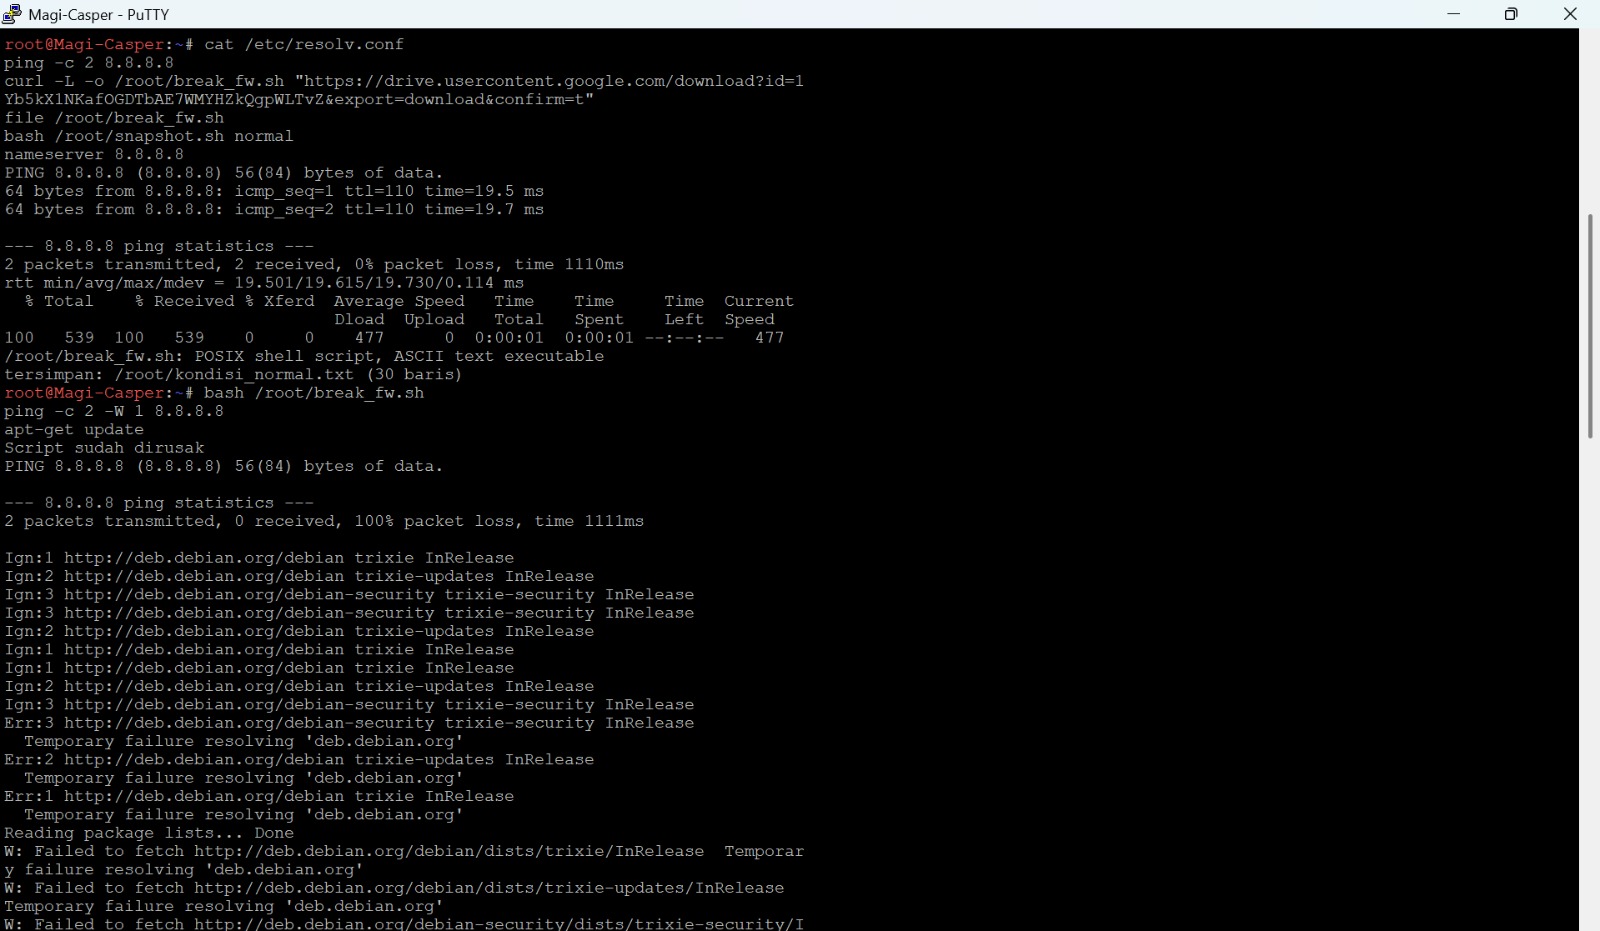 Magi-Casper - PuTTY
root@Magi-Casper:~# cat /etc/resolv.conf
ping -c 2 8.8.8.8
curl -L -o /root/break_fw.sh "https://drive.usercontent.google.com/download?id=1
Yb5kX1NKafOGDTbAE7WMYHZkQgpWLTvZ&export=download&confirm=t"
file /root/break_fw.sh
bash /root/snapshot.sh normal
nameserver 8.8.8.8
PING 8.8.8.8 (8.8.8.8) 56(84) bytes of data.
64 bytes from 8.8.8.8: icmp_seq=1 ttl=110 time=19.5 ms
64 bytes from 8.8.8.8: icmp_seq=2 ttl=110 time=19.7 ms
--- 8.8.8.8 ping statistics ---
2 packets transmitted, 2 received, 0% packet loss, time 1110ms
rtt min/avg/max/mdev = 19.501/19.615/19.730/0.114 ms
  % Total    % Received % Xferd  Average Speed   Time    Time     Time  Current
                                 Dload  Upload   Total   Spent    Left  Speed
100   539  100   539    0     0    477      0  0:00:01  0:00:01 --:--:--   477
/root/break_fw.sh: POSIX shell script, ASCII text executable
tersimpan: /root/kondisi_normal.txt (30 baris)
root@Magi-Casper:~# bash /root/break_fw.sh
ping -c 2 -W 1 8.8.8.8
apt-get update
Script sudah dirusak
PING 8.8.8.8 (8.8.8.8) 56(84) bytes of data.
--- 8.8.8.8 ping statistics ---
2 packets transmitted, 0 received, 100% packet loss, time 1111ms
Ign:1 http://deb.debian.org/debian trixie InRelease
Ign:2 http://deb.debian.org/debian trixie-updates InRelease
Ign:3 http://deb.debian.org/debian-security trixie-security InRelease
Ign:3 http://deb.debian.org/debian-security trixie-security InRelease
Ign:2 http://deb.debian.org/debian trixie-updates InRelease
Ign:1 http://deb.debian.org/debian trixie InRelease
Ign:1 http://deb.debian.org/debian trixie InRelease
Ign:2 http://deb.debian.org/debian trixie-updates InRelease
Ign:3 http://deb.debian.org/debian-security trixie-security InRelease
Err:3 http://deb.debian.org/debian-security trixie-security InRelease
  Temporary failure resolving 'deb.debian.org'
Err:2 http://deb.debian.org/debian trixie-updates InRelease
  Temporary failure resolving 'deb.debian.org'
Err:1 http://deb.debian.org/debian trixie InRelease
  Temporary failure resolving 'deb.debian.org'
Reading package lists... Done
W: Failed to fetch http://deb.debian.org/debian/dists/trixie/InRelease  Temporar
y failure resolving 'deb.debian.org'
W: Failed to fetch http://deb.debian.org/debian/dists/trixie-updates/InRelease
Temporary failure resolving 'deb.debian.org'
W: Failed to fetch http://deb.debian.org/debian-security/dists/trixie-security/I